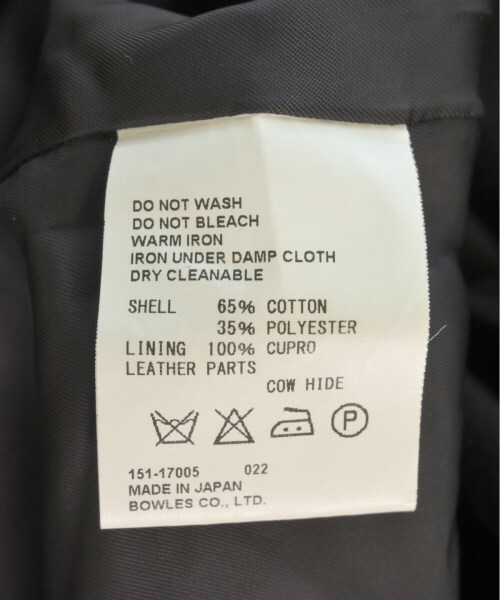 DO NOT WASH
DO NOT BLEACH
WARM IRON
IRON UNDER DAMP CLOTH
DRY CLEANABLE
SHELL 65% COTTON
35% POLYESTER
LINING 100% CUPRO
LEATHER PARTS
COW HIDE
P
151-17005 022
MADE IN JAPAN
BOWLES CO., LTD.